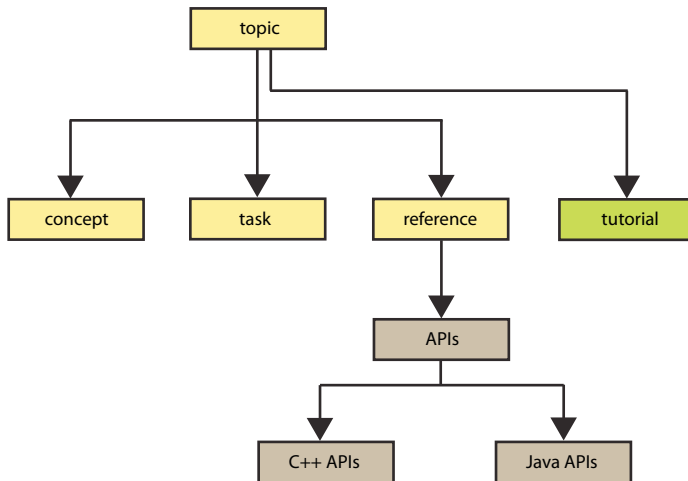 topic
concept
task
reference
tutorial
APIs
C++ APIs
Java APIs